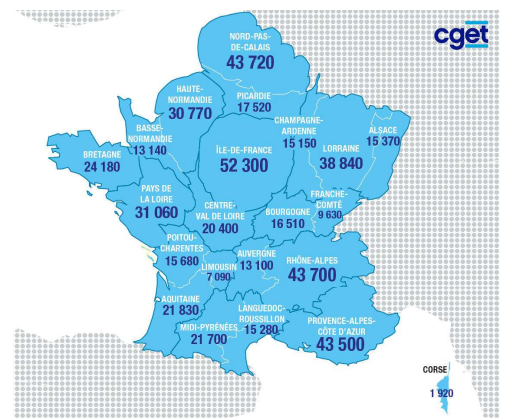 cget
NORD-PAS-
DE-CALAIS
43 720
HAUTE-
NORMANDIE
30 770
PICARDIE
17 520
BASSE-
NORMANDIE
13 140
CHAMPAGNE-
ARDENNE
15 150
LORRAINE
38 840
ALSACE
15 370
BRETAGNE
24 180
ÎLE-DE-FRANCE
52 300
PAYS DE
LA LOIRE
31 060
CENTRE-
VAL DE LOIRE
20 400
BOURGOGNE
16 510
FRANCHE-
COMTÉ
9 630
POITOU-
CHARENTES
15 680
LIMOUSIN
7 090
AUVERGNE
13 100
RHÔNE-ALPES
43 700
AQUITAINE
21 830
MIDI-PYRÉNÉES
21 700
LANGUEDOC-
ROUSSILLON
15 280
PROVENCE-ALPES-
CÔTE D'AZUR
43 500
CORSE
1 920